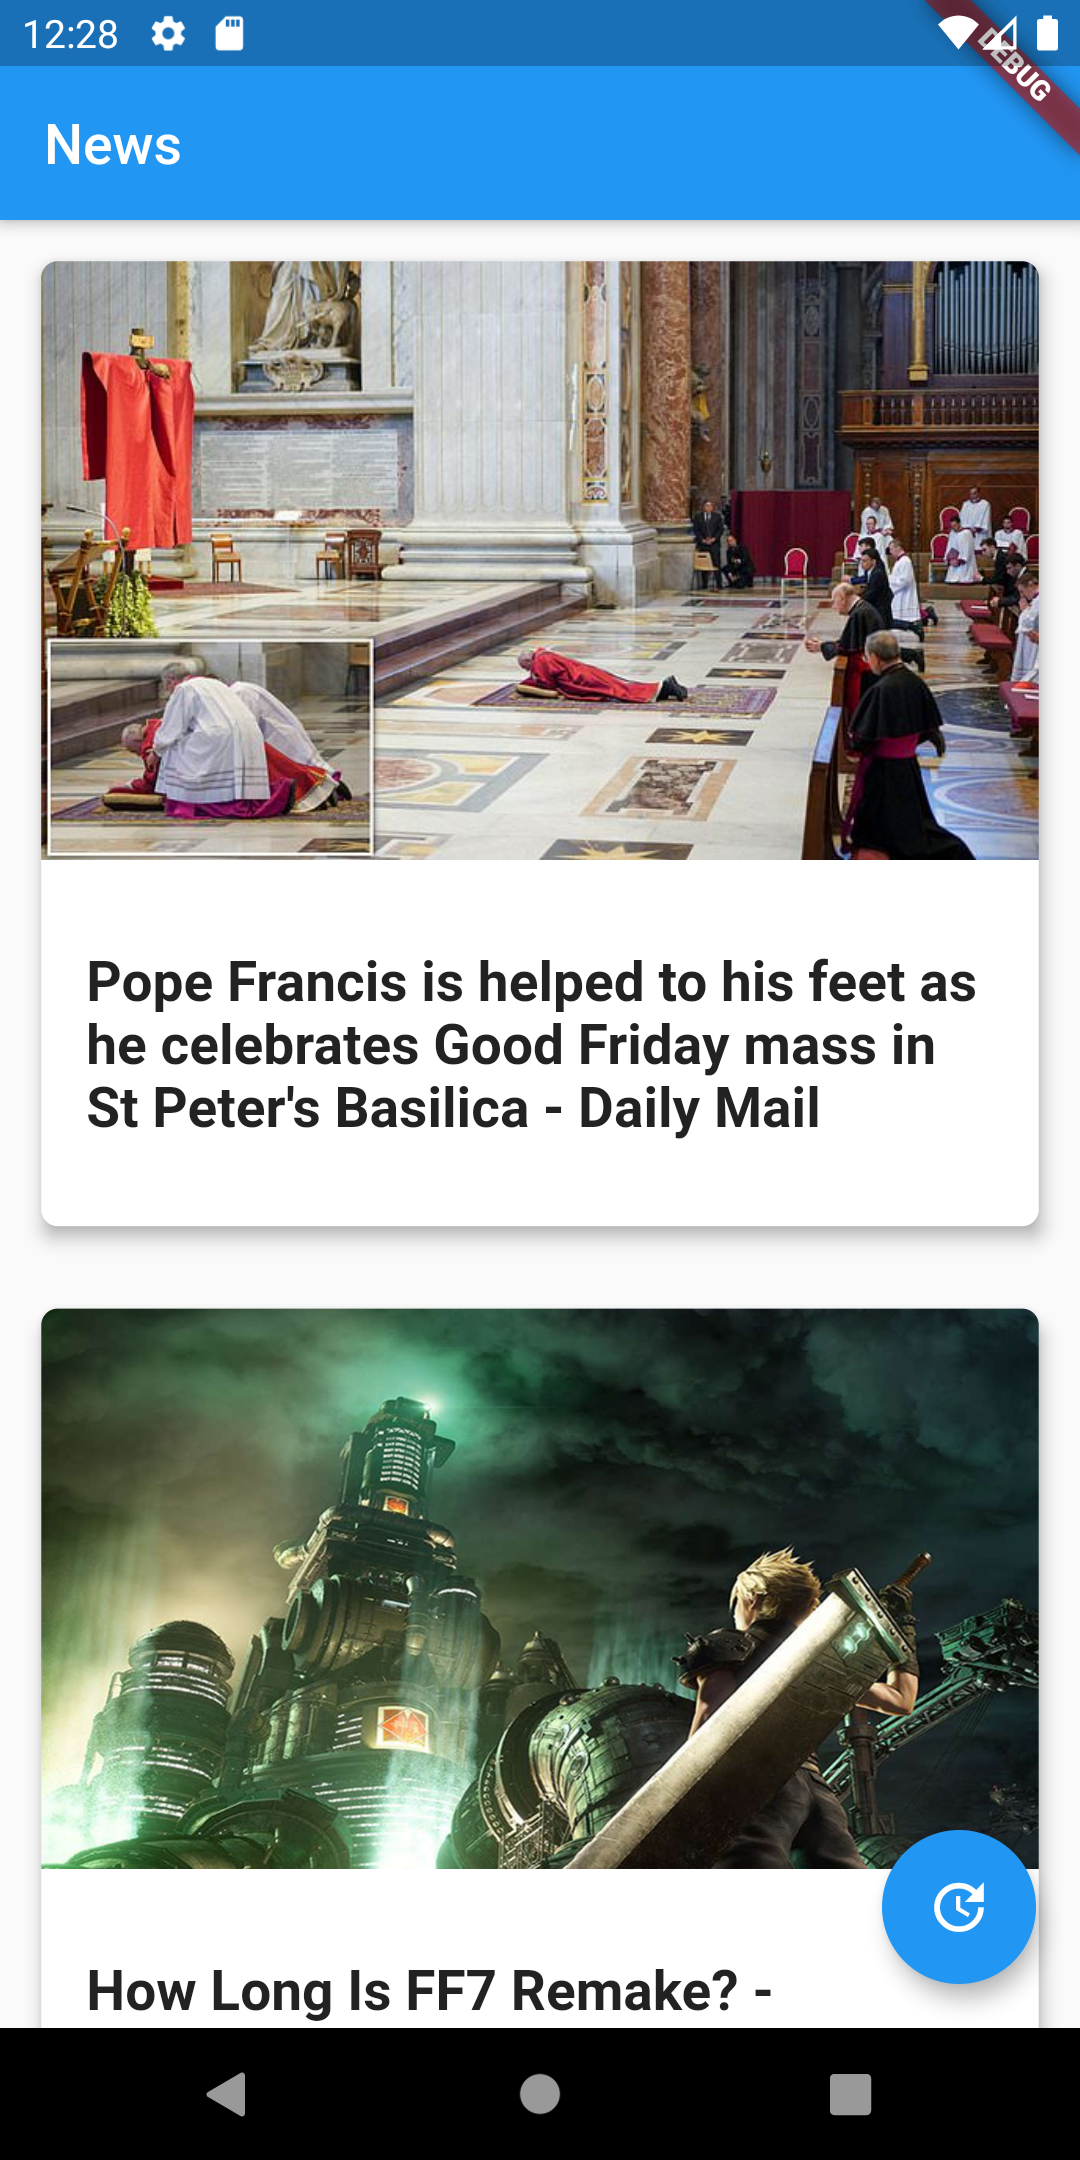 12:28
DEBUG
News
Pope Francis is helped to his feet as
he celebrates Good Friday mass in
St Peter's Basilica - Daily Mail
How Long Is FF7 Remake? -